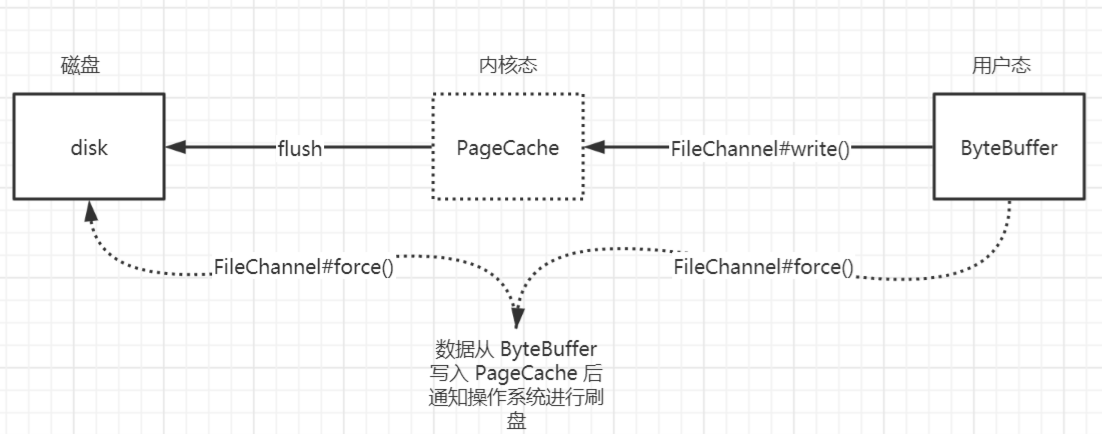 磁盘
内核态
用户态
disk
flush
PageCache
FileChannel#write()
ByteBuffer
FileChannel#force()
FileChannel#force()
数据从 ByteBuffer
写入 PageCache 后
通知操作系统进行刷
盘